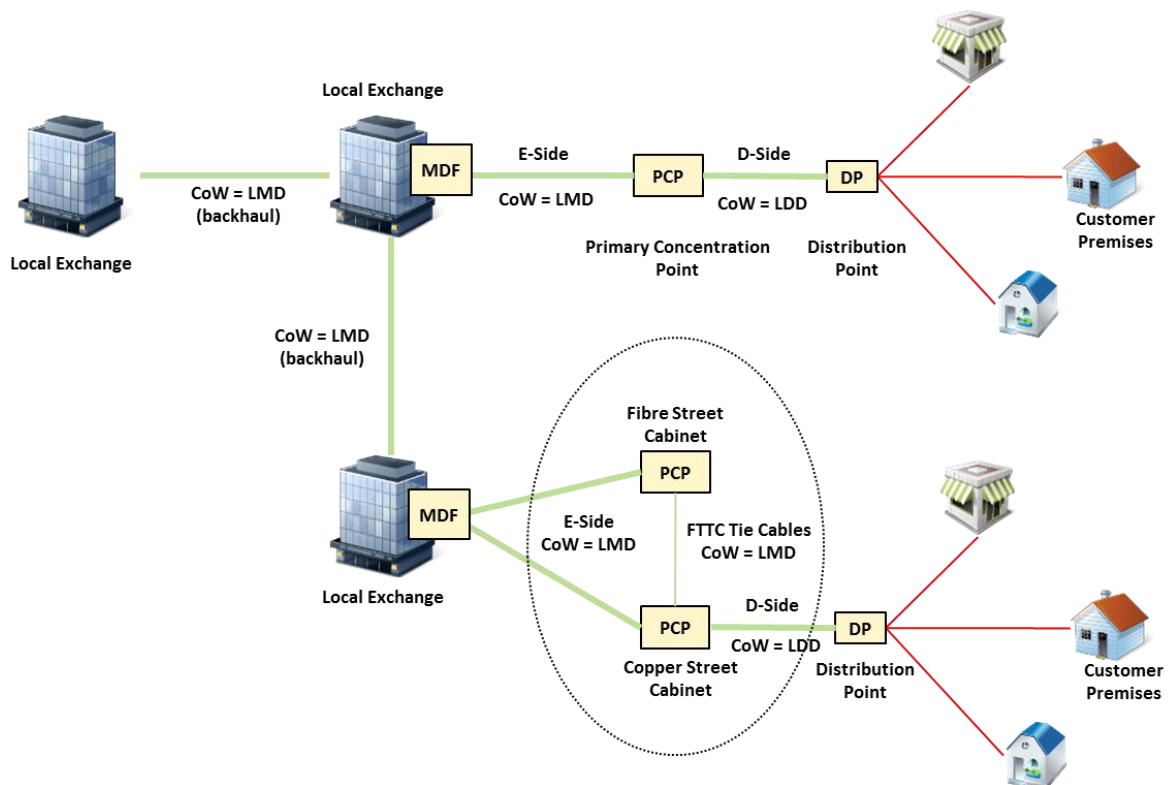 Local Exchange
MDF
E-Side
CoW = LMD
PCP
D-Side
CoW = LDD
DP
CoW = LMD
(backhaul)
Local Exchange
Primary Concentration
Point
Distribution
Point
Customer
Premises
CoW = LMD
(backhaul)
Fibre Street
Cabinet
PCP
MDF
E-Side
CoW = LMD
FTTC Tie Cables
CoW = LMD
Local Exchange
PCP
D-Side
CoW = LDD
DP
Copper Street
Cabinet
Distribution
Point
Customer
Premises